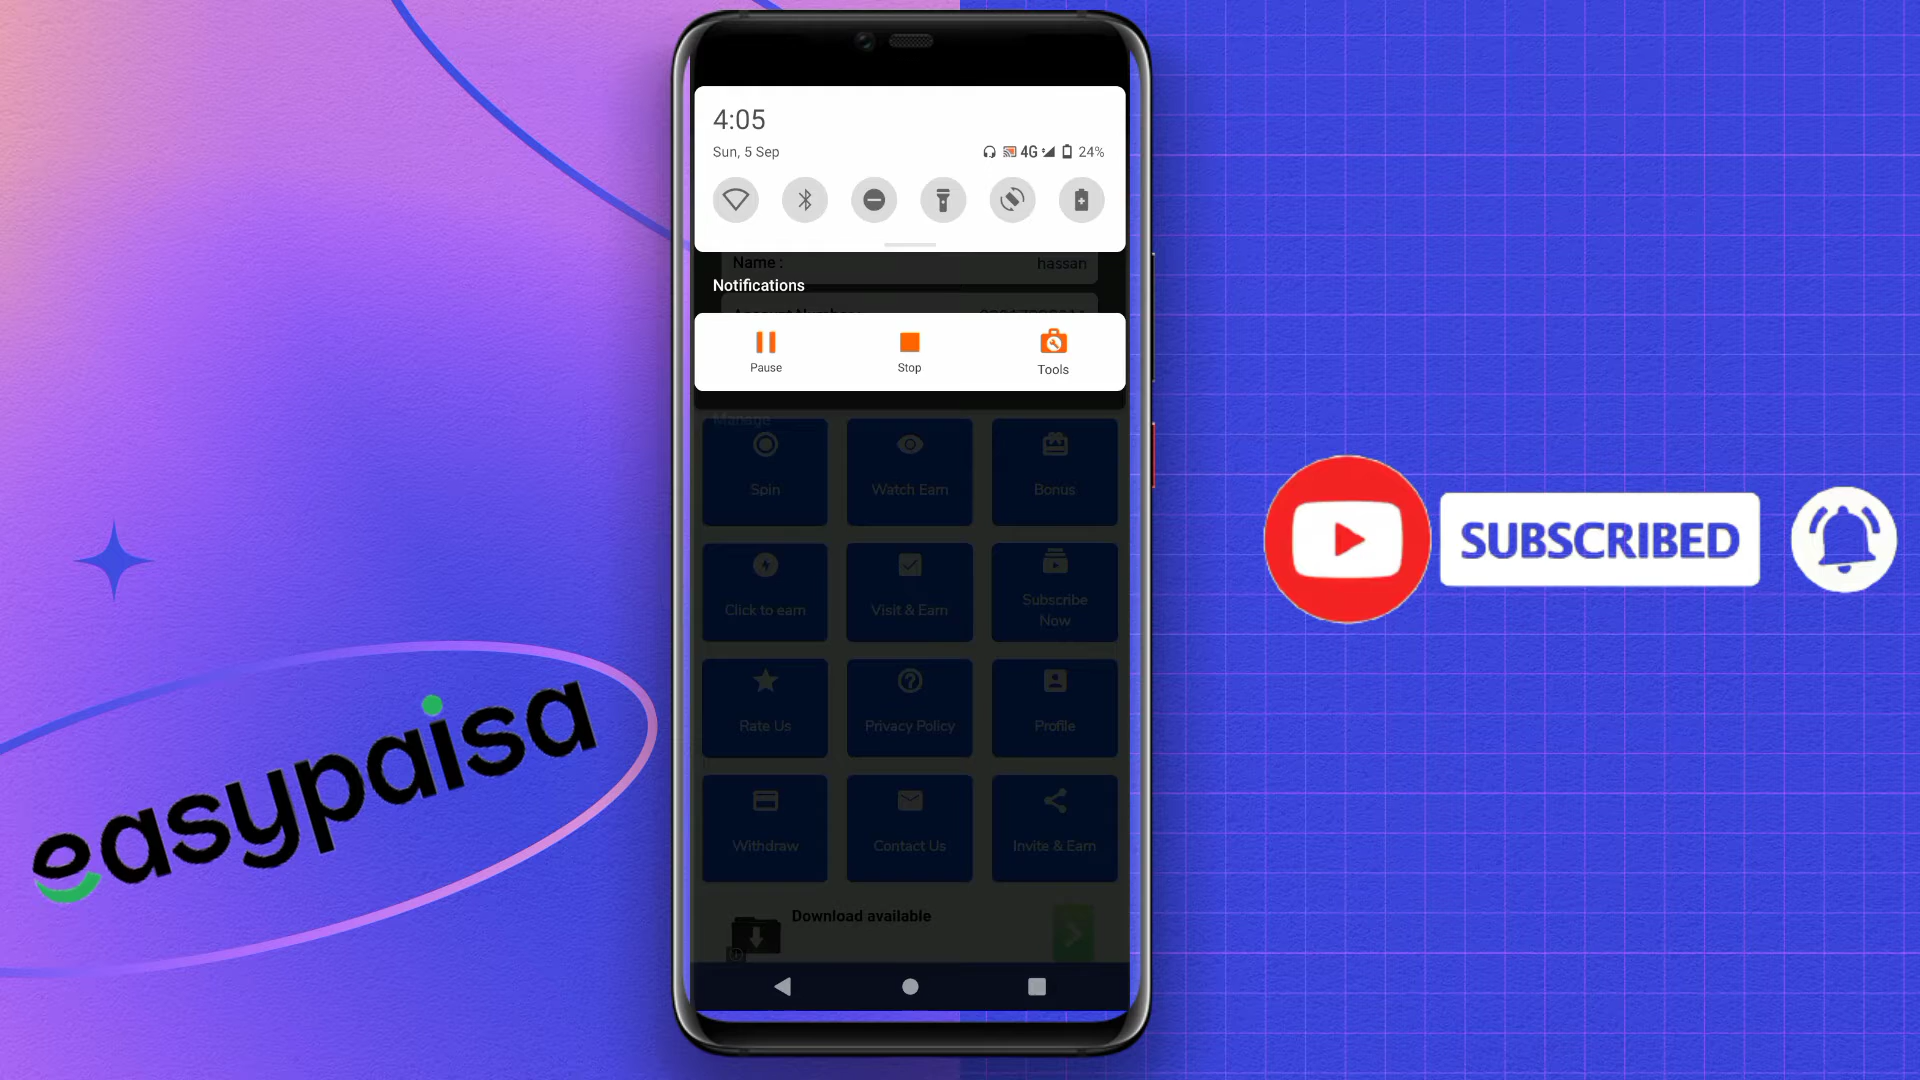 4:05
Sun, 5 Sep
4G
24%
Name :
hassan
Notifications
Pause
Stop
Tools
Manage
Spin
Watch Earn
Bonus
Click to earn
Visit & Earn
Subscribe
Now
Rate Us
Privacy Policy
Profile
Withdraw
Contact Us
Invite & Earn
Download available
easypaisa
SUBSCRIBED